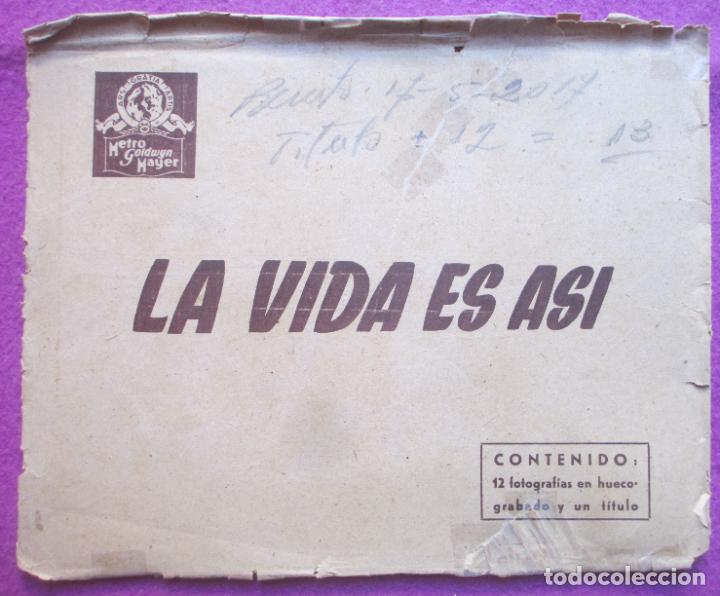 ARS GRATIA ARTIS
Metro
Goldwyn
Mayer
17-5-2017
Titulo + 12 = 13
LA VIDA ES ASI
CONTENIDO:
12 fotografías en hueco-
grabado y un título
todocoleccion